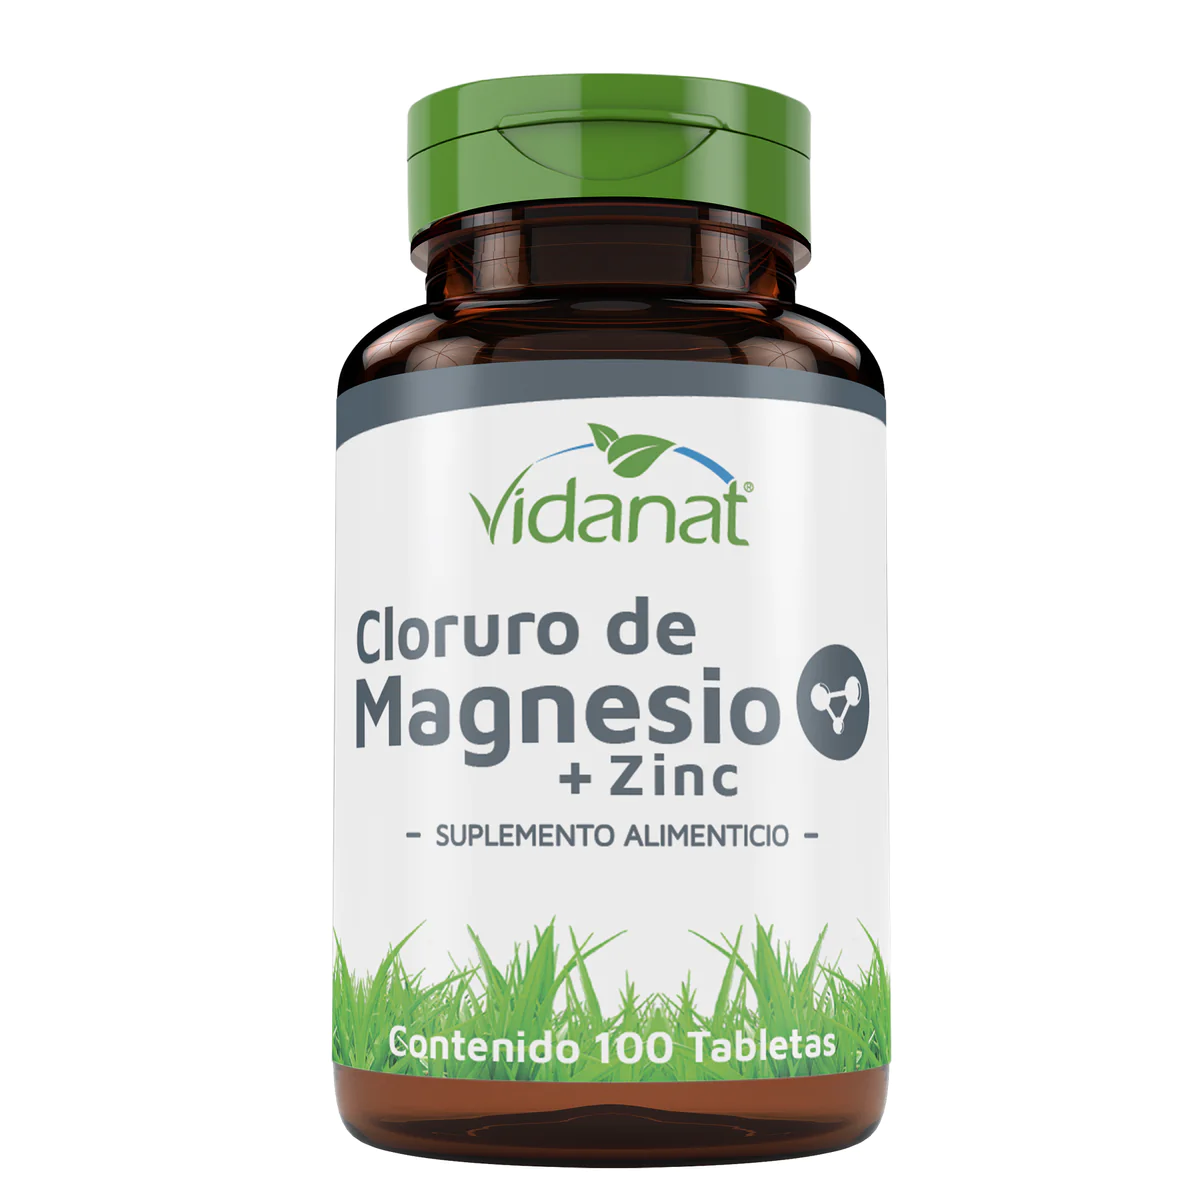 Vidanat®
Cloruro de
Magnesio
+ Zinc
- SUPLEMENTO ALIMENTICIO -
Contenido 100 Tabletas